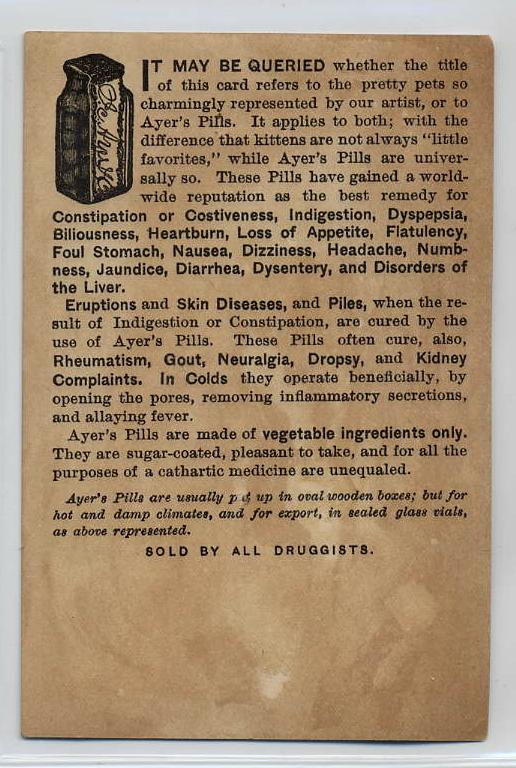 IT MAY BE QUERIED whether the title
of this card refers to the pretty pets so
charmingly represented by our artist, or to
Ayer's Pills. It applies to both; with the
difference that kittens are not always "little
favorites," while Ayer's Pills are univer-
sally so. These Pills have gained a world-
wide reputation as the best remedy for
Constipation or Costiveness, Indigestion, Dyspepsia,
Biliousness, Heartburn, Loss of Appetite, Flatulency,
Foul Stomach, Nausea, Dizziness, Headache, Numb-
ness, Jaundice, Diarrhea, Dysentery, and Disorders of
the Liver.
Eruptions and Skin Diseases, and Piles, when the re-
sult of Indigestion or Constipation, are cured by the
use of Ayer's Pills. These Pills often cure, also,
Rheumatism, Gout, Neuralgia, Dropsy, and Kidney
Complaints. In Colds they operate beneficially, by
opening the pores, removing inflammatory secretions,
and allaying fever.
Ayer's Pills are made of vegetable ingredients only.
They are sugar-coated, pleasant to take, and for all the
purposes of a cathartic medicine are unequaled.
Ayer's Pills are usually put up in oval wooden boxes; but for
hot and damp climates, and for export, in sealed glass vials,
as above represented.
SOLD BY ALL DRUGGISTS.